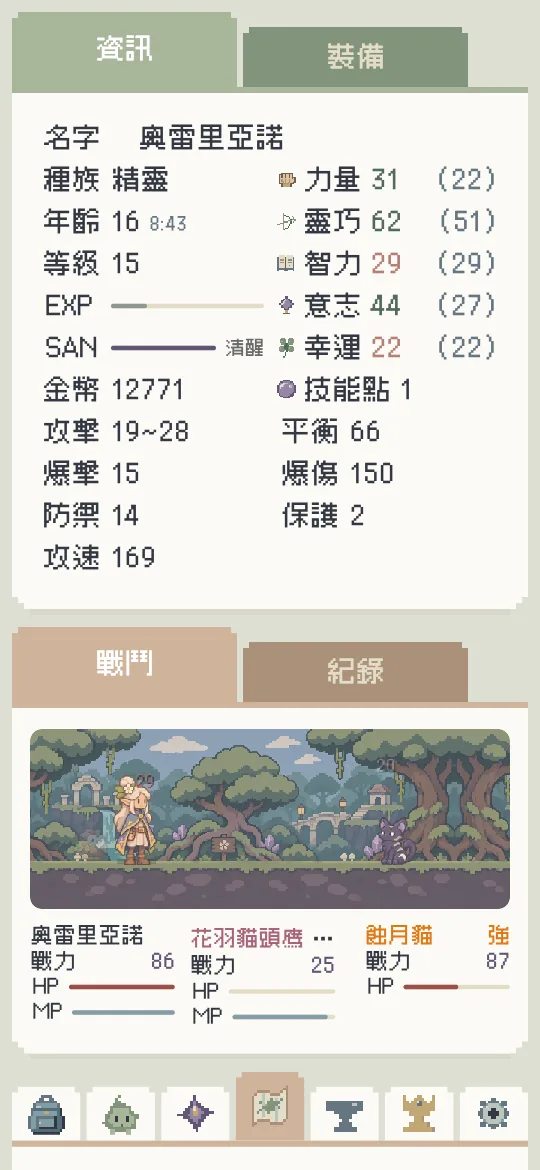 資訊 裝備
名字 奧雷里亞諾
種族 精靈 力量 31 (22)
年齡 16 8:43 靈巧 62 (51)
等級 15 智力 29 (29)
EXP 意志 44 (27)
SAN 清醒 幸運 22 (22)
金幣 12771 技能點 1
攻擊 19~28 平衡 66
爆擊 15 爆傷 150
防禦 14 保護 2
攻速 169
戰鬥 紀錄
29 29
奧雷里亞諾 花羽貓頭鷹 ... 蝕月貓 強
戰力 86 戰力 25 戰力 87
HP HP HP
MP MP